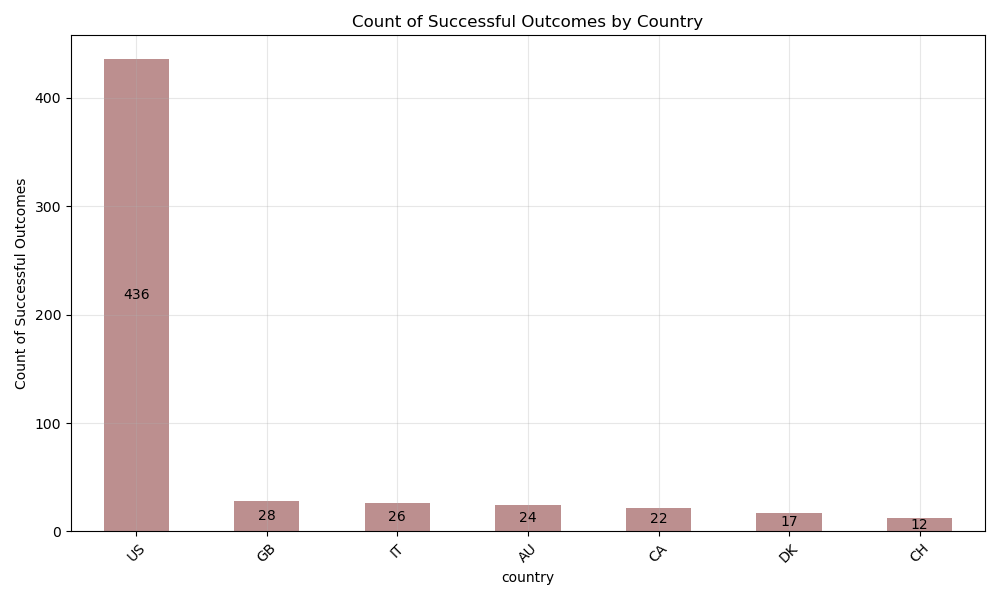 Count of Successful Outcomes by Country
Count of Successful Outcomes
400
300
200
100
0
436
28
26
24
22
17
12
US
GB
IT
AU
CA
DK
CH
country